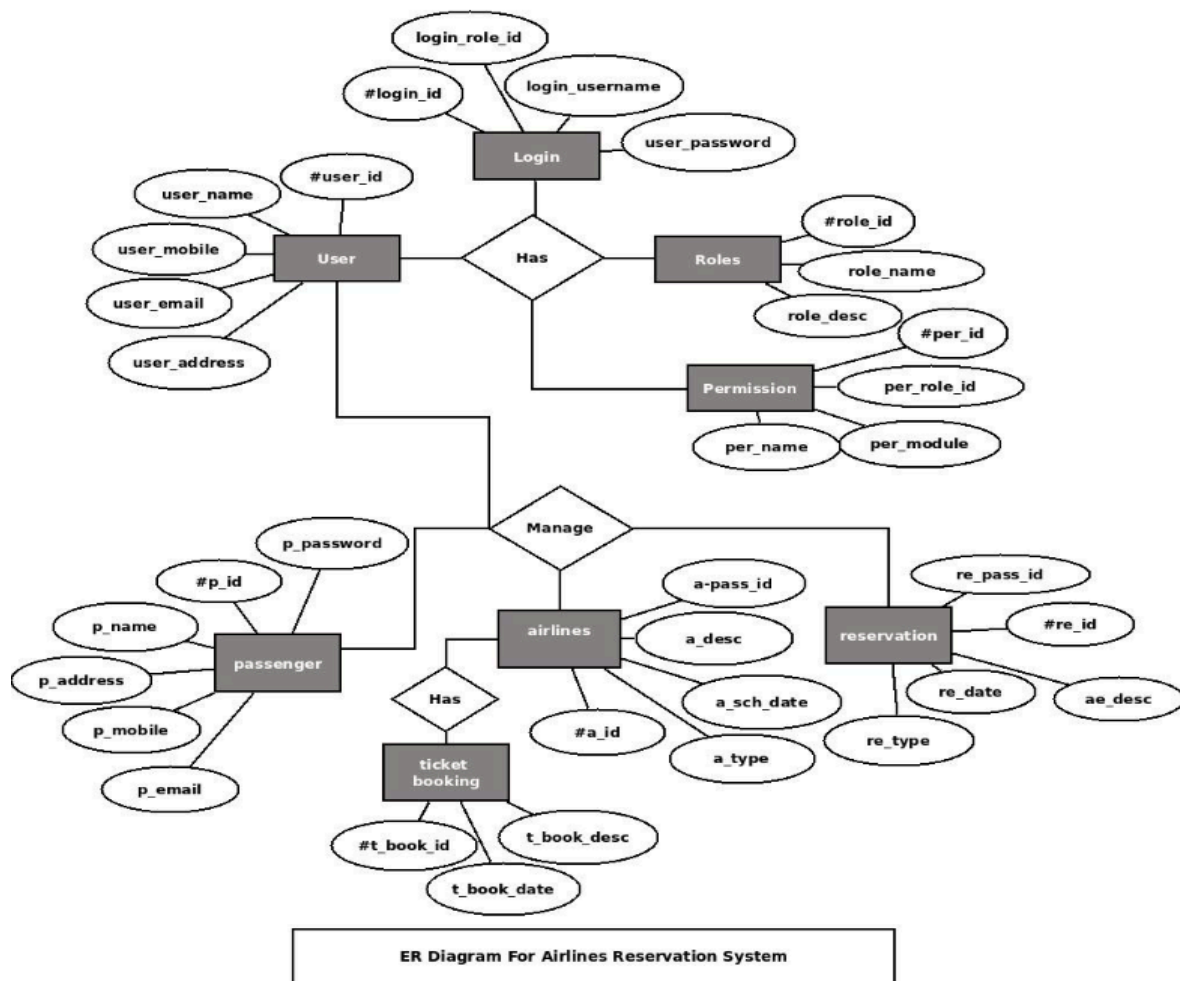 login_role_id
login_username
#login_id
user_password
Login
#user_id
user_name
#role_id
user_mobile
User
Has
Roles
role_name
user_email
role_desc
#per_id
user_address
Permission
per_role_id
per_name
per_module
Manage
p_password
#p_id
a-pass_id
re_pass_id
p_name
airlines
a_desc
reservation
#re_id
passenger
p_address
Has
a_sch_date
re_date
ae_desc
p_mobile
#a_id
re_type
a_type
ticket
booking
p_email
t_book_desc
#t_book_id
t_book_date
ER Diagram For Airlines Reservation System